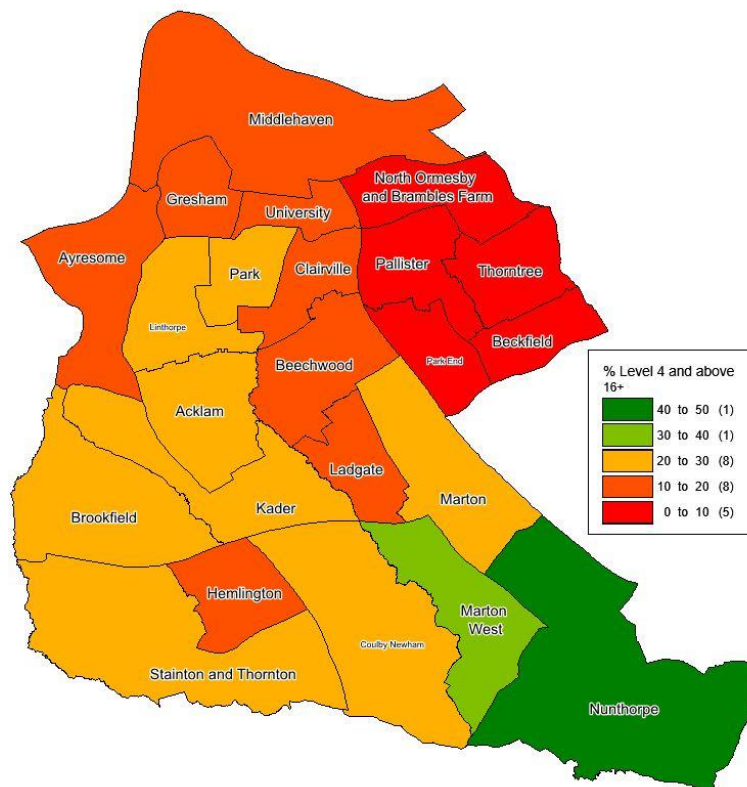 Middlehaven
North Ormesby
and Brambles Farm
Gresham
University
Ayresome
Park
Clairville
Pallister
Thorntree
Linthorpe
Beechwood
Park End
Beckfield
% Level 4 and above
16+
40 to 50 (1)
30 to 40 (1)
20 to 30 (8)
10 to 20 (8)
0 to 10 (5)
Acklam
Ladgate
Marton
Kader
Brookfield
Hemlington
Marton
West
Coulby Newham
Stainton and Thornton
Nunthorpe